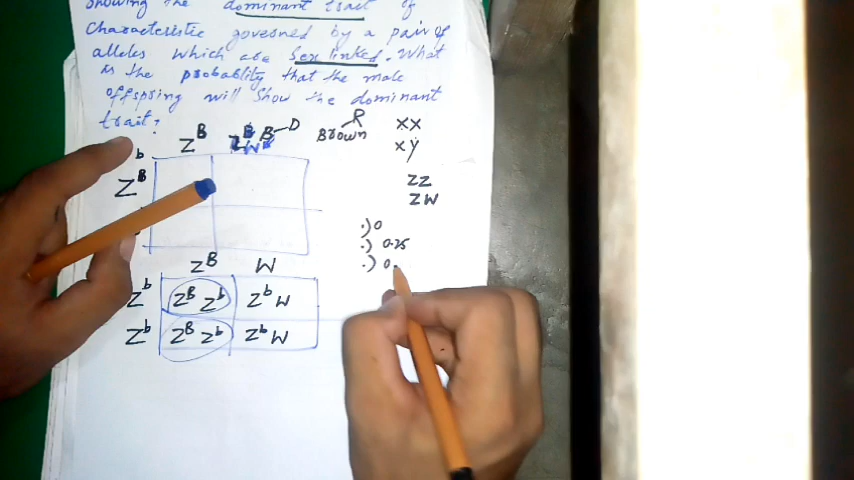 showing the dominant trait of
characteristic governed by a pair of
alleles which are sex linked. What
is the probablity that the male
offspring will show the dominant
trait?
Z^B B-D R
Brown
XX
XY
Z^B
ZZ
ZW
.) 0
.) 0.25
.) 0.
Z^B W
Z^b Z^B Z^b Z^b W
Z^b Z^B Z^b Z^b W